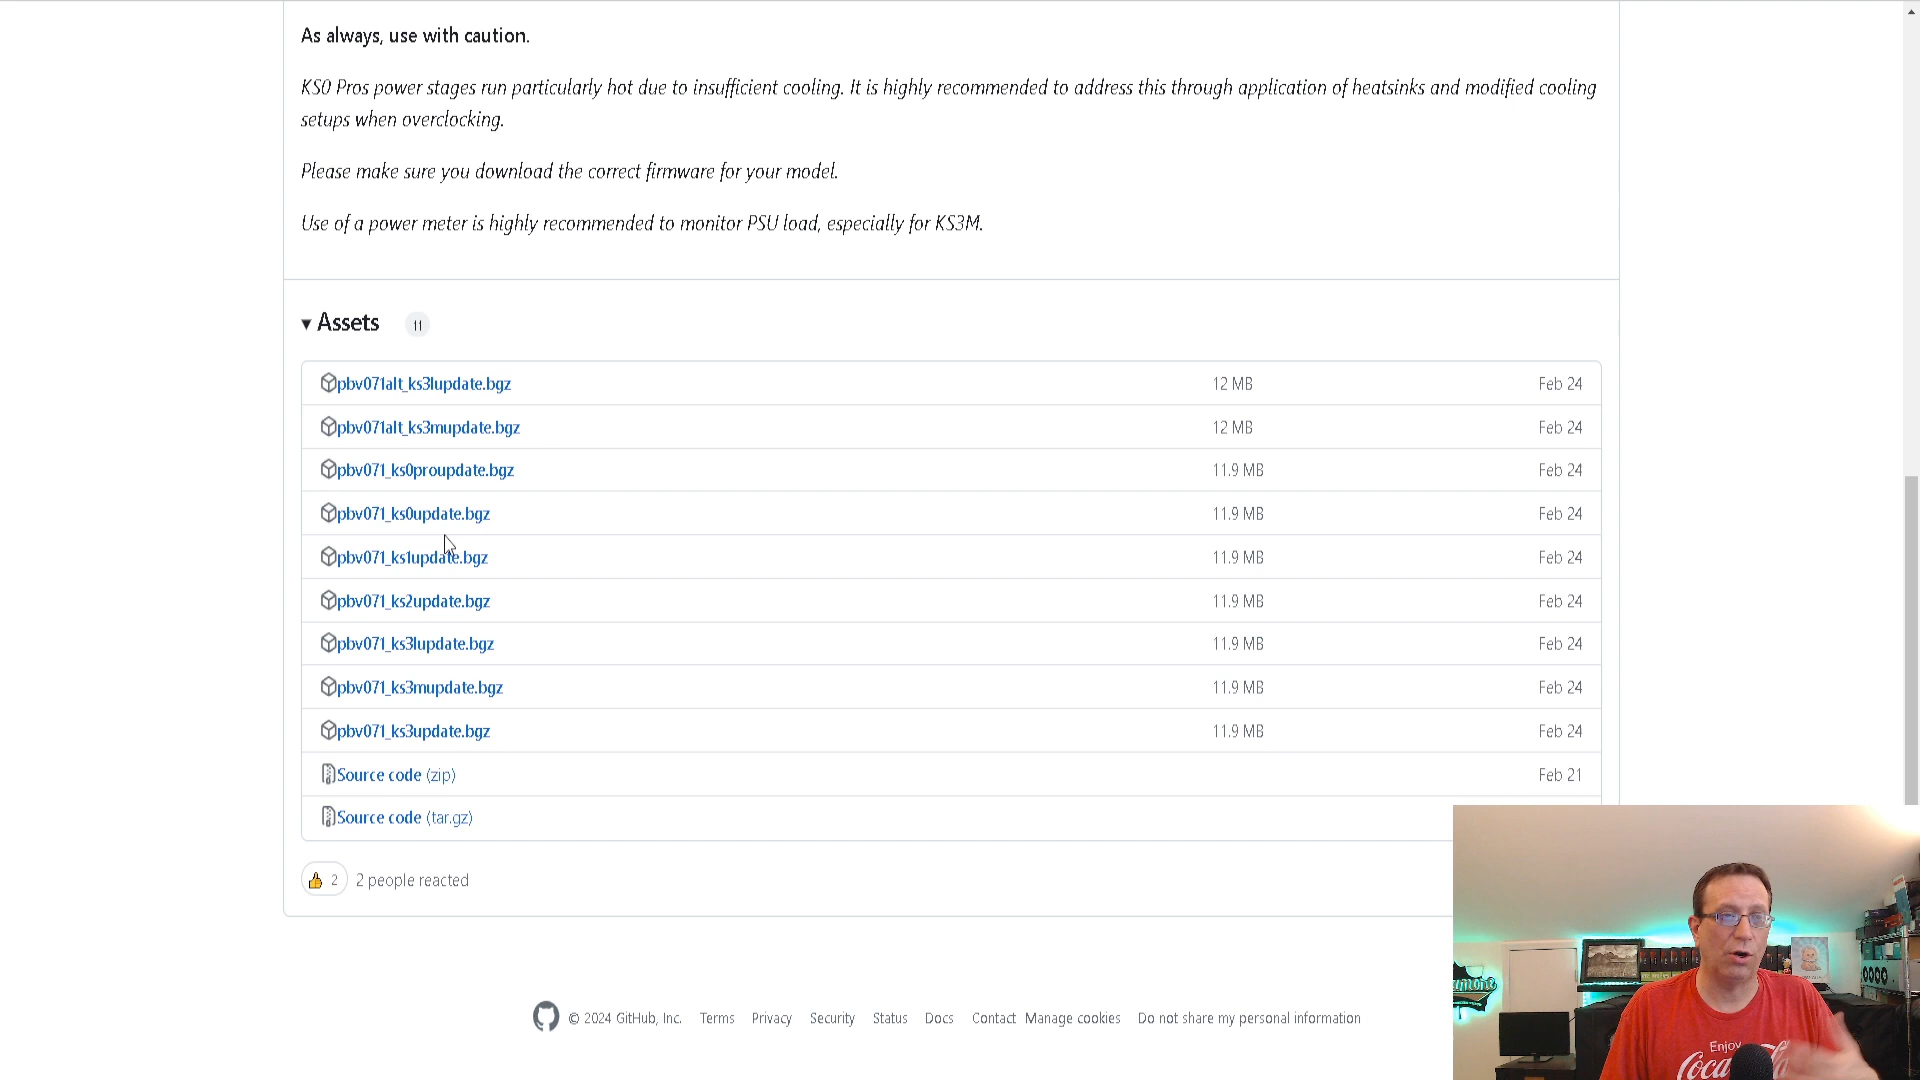 As always, use with caution.
KS0 Pros power stages run particularly hot due to insufficient cooling. It is highly recommended to address this through application of heatsinks and modified cooling
setups when overclocking.
Please make sure you download the correct firmware for your model.
Use of a power meter is highly recommended to monitor PSU load, especially for KS3M.
Assets 11
pbv071alt_ks3lupdate.bgz 12 MB Feb 24
pbv071alt_ks3mupdate.bgz 12 MB Feb 24
pbv071_ks0proupdate.bgz 11.9 MB Feb 24
pbv071_ks0update.bgz 11.9 MB Feb 24
pbv071_ks1update.bgz 11.9 MB Feb 24
pbv071_ks2update.bgz 11.9 MB Feb 24
pbv071_ks3lupdate.bgz 11.9 MB Feb 24
pbv071_ks3mupdate.bgz 11.9 MB Feb 24
pbv071_ks3update.bgz 11.9 MB Feb 24
Source code (zip) Feb 21
Source code (tar.gz)
2 2 people reacted
© 2024 GitHub, Inc. Terms Privacy Security Status Docs Contact Manage cookies Do not share my personal information
Enjoy
Coca